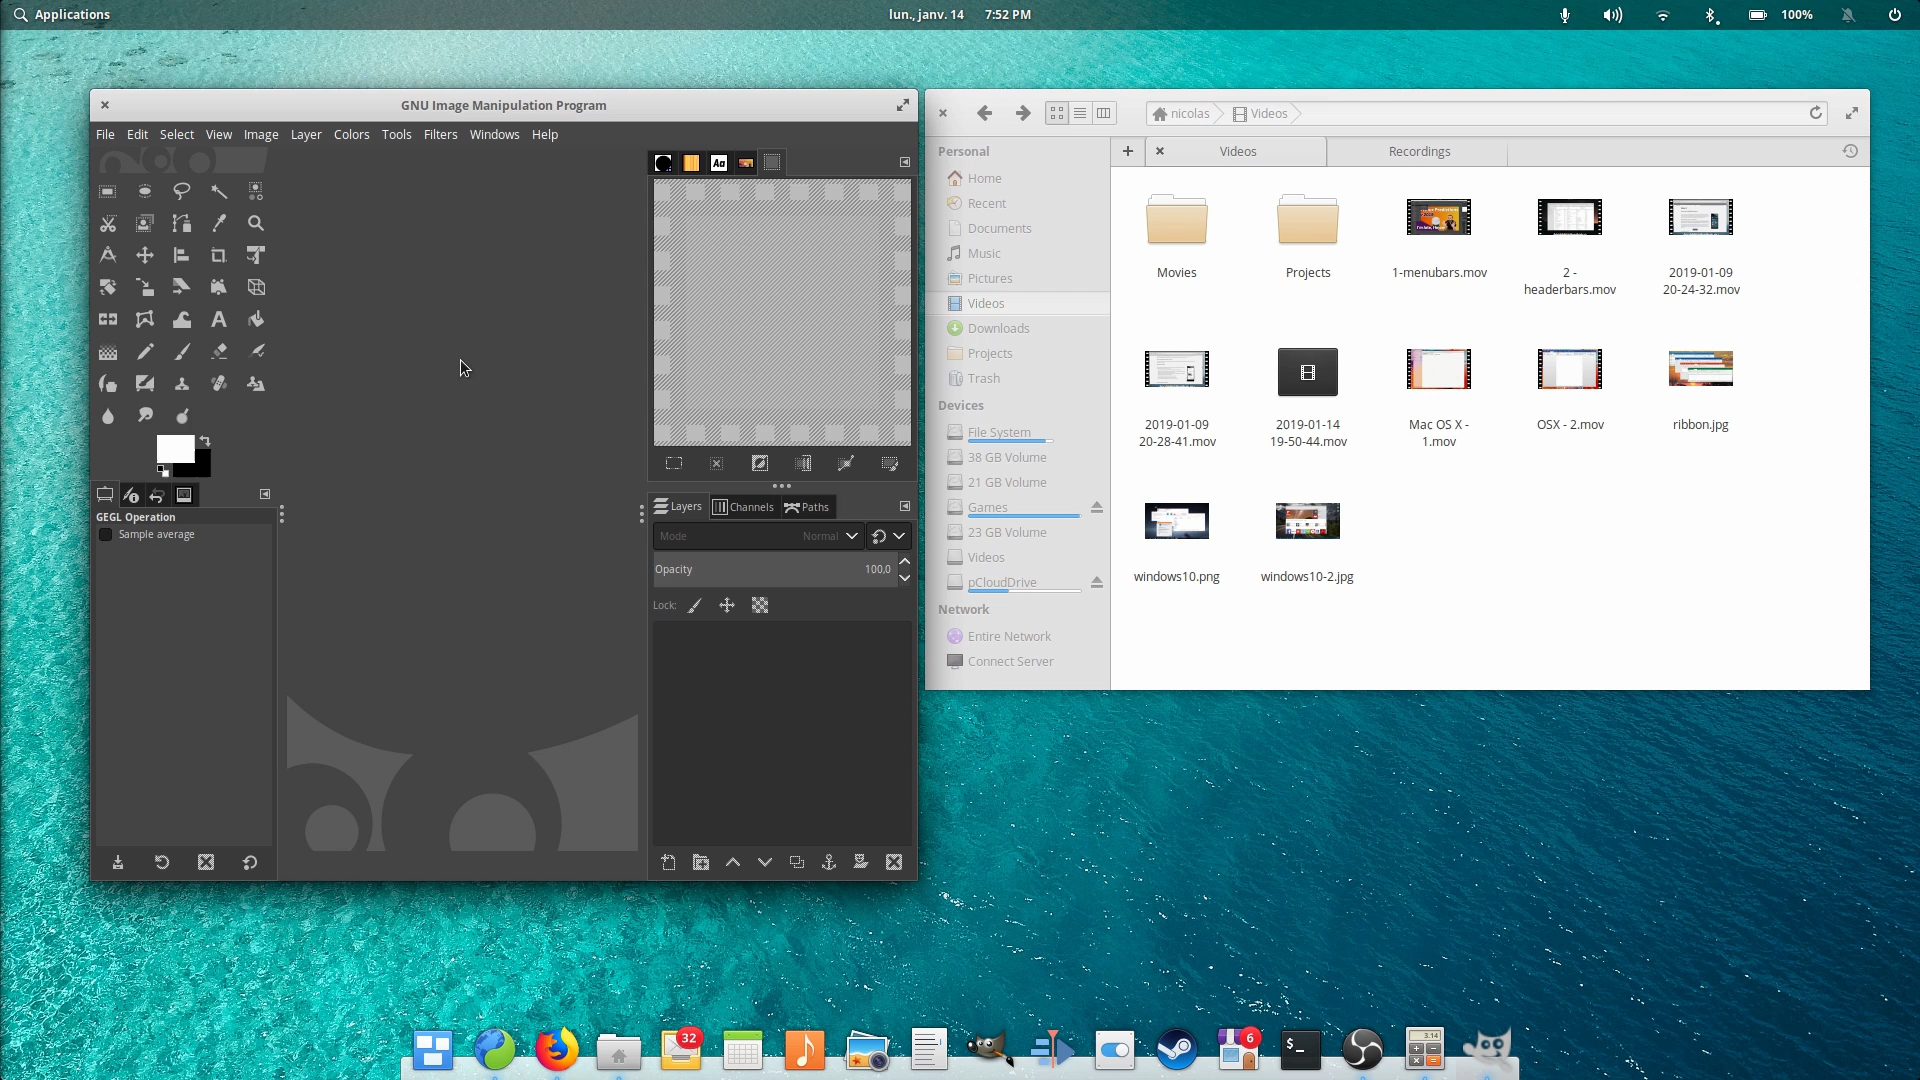 Applications
lun., janv. 14 7:52 PM
100%
GNU Image Manipulation Program
File Edit Select View Image Layer Colors Tools Filters Windows Help
Aa
GEGL Operation
Sample average
Layers Channels Paths
Mode Normal
Opacity 100,0
Lock:
nicolas Videos
Personal
Home
Recent
Documents
Music
Pictures
Videos
Downloads
Projects
Trash
Devices
File System
38 GB Volume
21 GB Volume
Games
23 GB Volume
Videos
pCloudDrive
Network
Entire Network
Connect Server
Videos Recordings
Movies
Projects
1-menubars.mov
2 -
headerbars.mov
2019-01-09
20-24-32.mov
2019-01-09
20-28-41.mov
2019-01-14
19-50-44.mov
Mac OS X -
1.mov
OSX - 2.mov
ribbon.jpg
windows10.png
windows10-2.jpg
32
6
$_
3.14